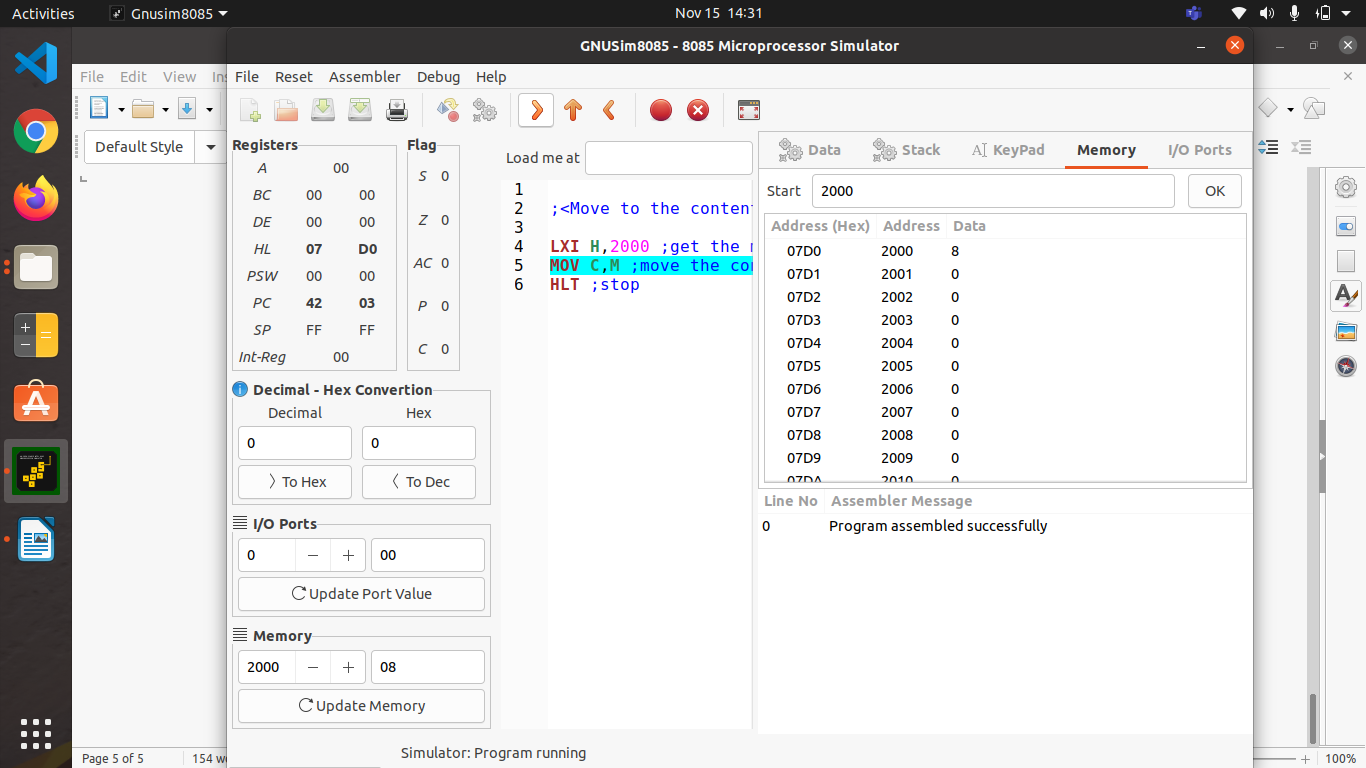 Activities Gnusim8085 Nov 15 14:31
GNUSim8085 - 8085 Microprocessor Simulator
File Edit View Ins
File Reset Assembler Debug Help
Default Style
Registers
A 00
BC 00 00
DE 00 00
HL 07 D0
PSW 00 00
PC 42 03
SP FF FF
Int-Reg 00
Flag
S 0
Z 0
AC 0
P 0
C 0
Decimal - Hex Convertion
Decimal Hex
0 0
To Hex To Dec
I/O Ports
0 − + 00
Update Port Value
Memory
2000 − + 08
Update Memory
Load me at
1
2 ;<Move to the conten
3
4 LXI H,2000 ;get the m
5 MOV C,M ;move the con
6 HLT ;stop
Data Stack KeyPad Memory I/O Ports
Start 2000 OK
Address (Hex) Address Data
07D0 2000 8
07D1 2001 0
07D2 2002 0
07D3 2003 0
07D4 2004 0
07D5 2005 0
07D6 2006 0
07D7 2007 0
07D8 2008 0
07D9 2009 0
07DA 2010 0
Line No Assembler Message
0 Program assembled successfully
Simulator: Program running
Page 5 of 5 154 w 100%